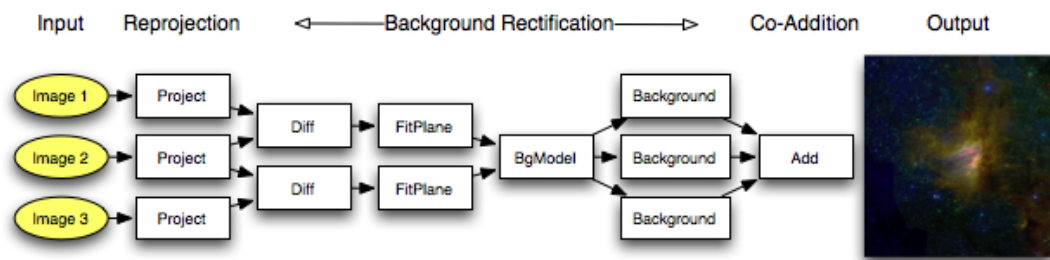 Input Reprojection Background Rectification Co-Addition Output
Image 1 Project Background
Diff FitPlane
Image 2 Project BgModel Background Add
Diff FitPlane
Image 3 Project Background